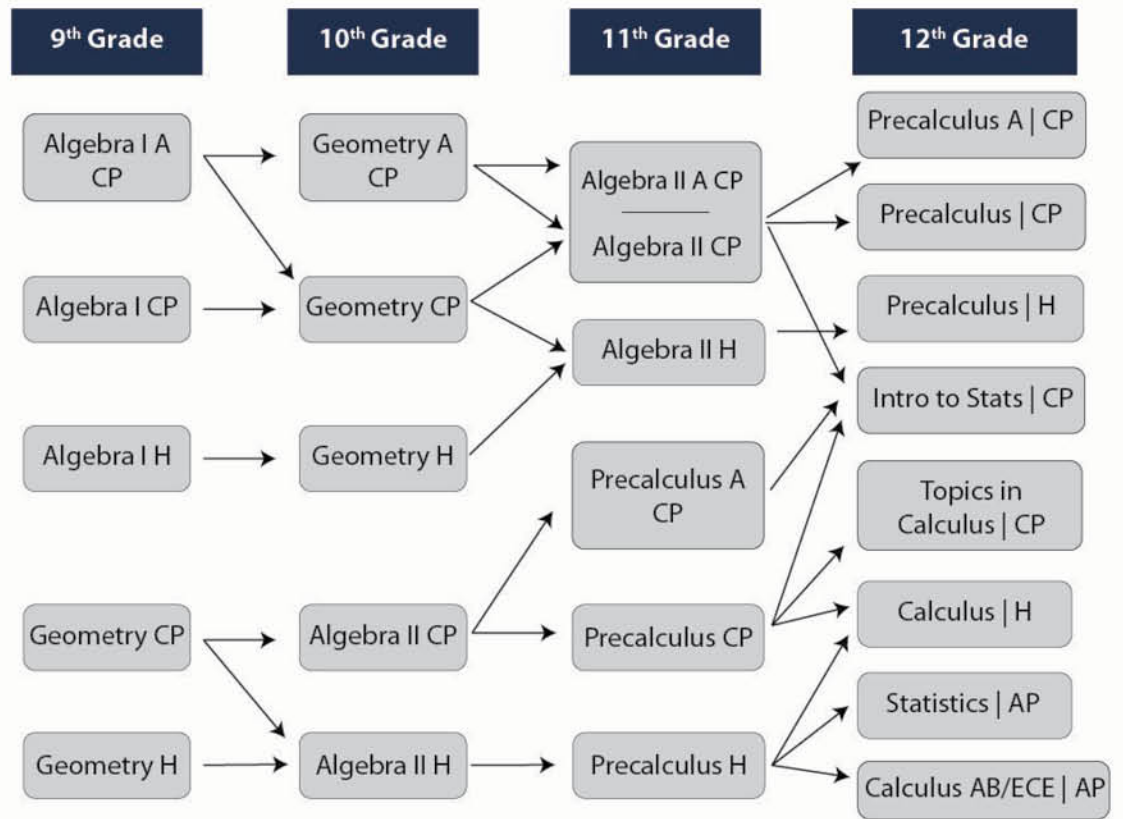 9th Grade
10th Grade
11th Grade
12th Grade
Algebra I A
CP
Algebra I CP
Algebra I H
Geometry CP
Geometry H
Geometry A
CP
Geometry CP
Geometry H
Algebra II CP
Algebra II H
Algebra II A CP
Algebra II CP
Algebra II H
Precalculus A
CP
Precalculus CP
Precalculus H
Precalculus A | CP
Precalculus | CP
Precalculus | H
Intro to Stats | CP
Topics in
Calculus | CP
Calculus | H
Statistics | AP
Calculus AB/ECE | AP